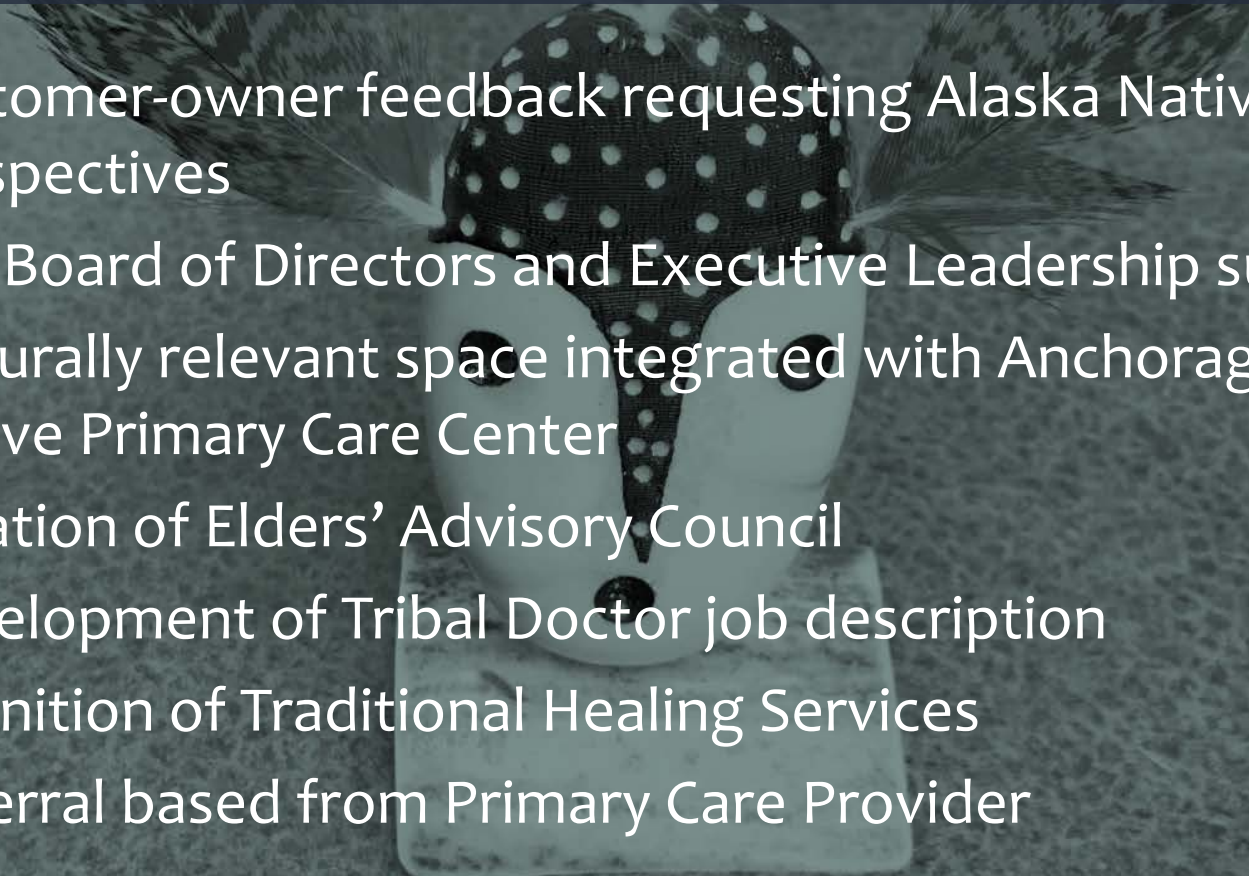 tomer-owner feedback requesting Alaska Nativ
spectives
Board of Directors and Executive Leadership su
urally relevant space integrated with Anchorag
ve Primary Care Center
ation of Elders’ Advisory Council
elopment of Tribal Doctor job description
nition of Traditional Healing Services
erral based from Primary Care Provider